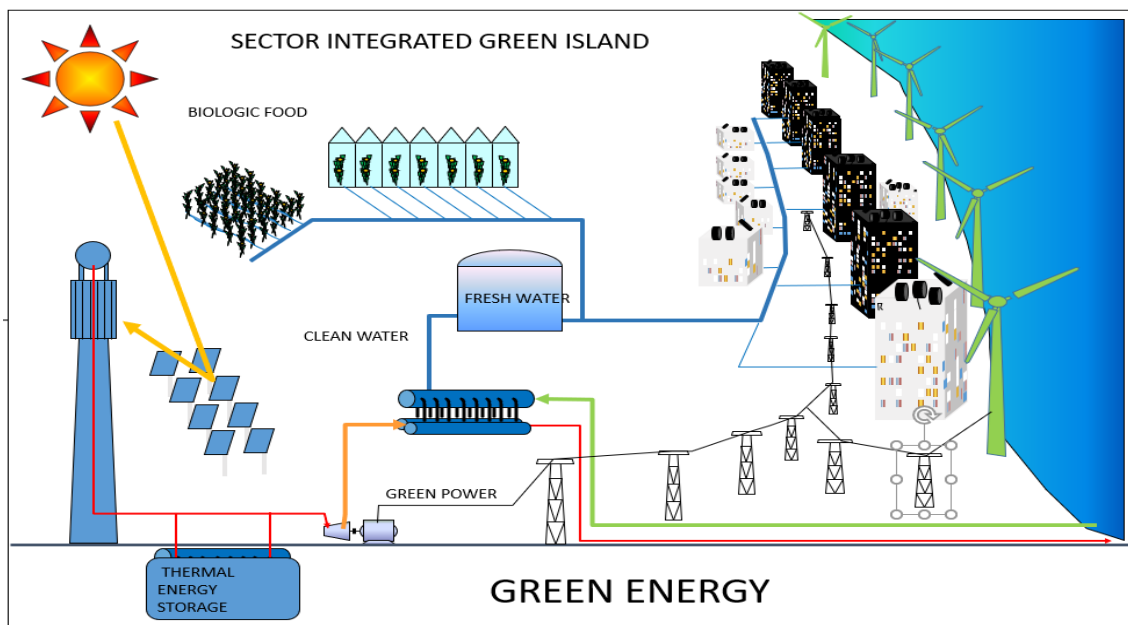 SECTOR INTEGRATED GREEN ISLAND
BIOLOGIC FOOD
FRESH WATER
CLEAN WATER
GREEN POWER
THERMAL
ENERGY
STORAGE
GREEN ENERGY